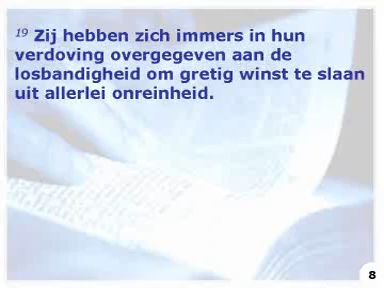 19 Zij hebben zich immers in hun
verdoving overgegeven aan de
losbandigheid om gretig winst te slaan
uit allerlei onreinheid.
8